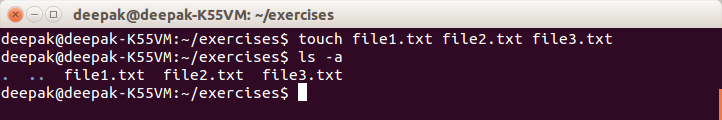 deepak@deepak-K55VM: ~/exercises
deepak@deepak-K55VM:~/exercises$ touch file1.txt file2.txt file3.txt
deepak@deepak-K55VM:~/exercises$ ls -a
.  ..  file1.txt  file2.txt  file3.txt
deepak@deepak-K55VM:~/exercises$